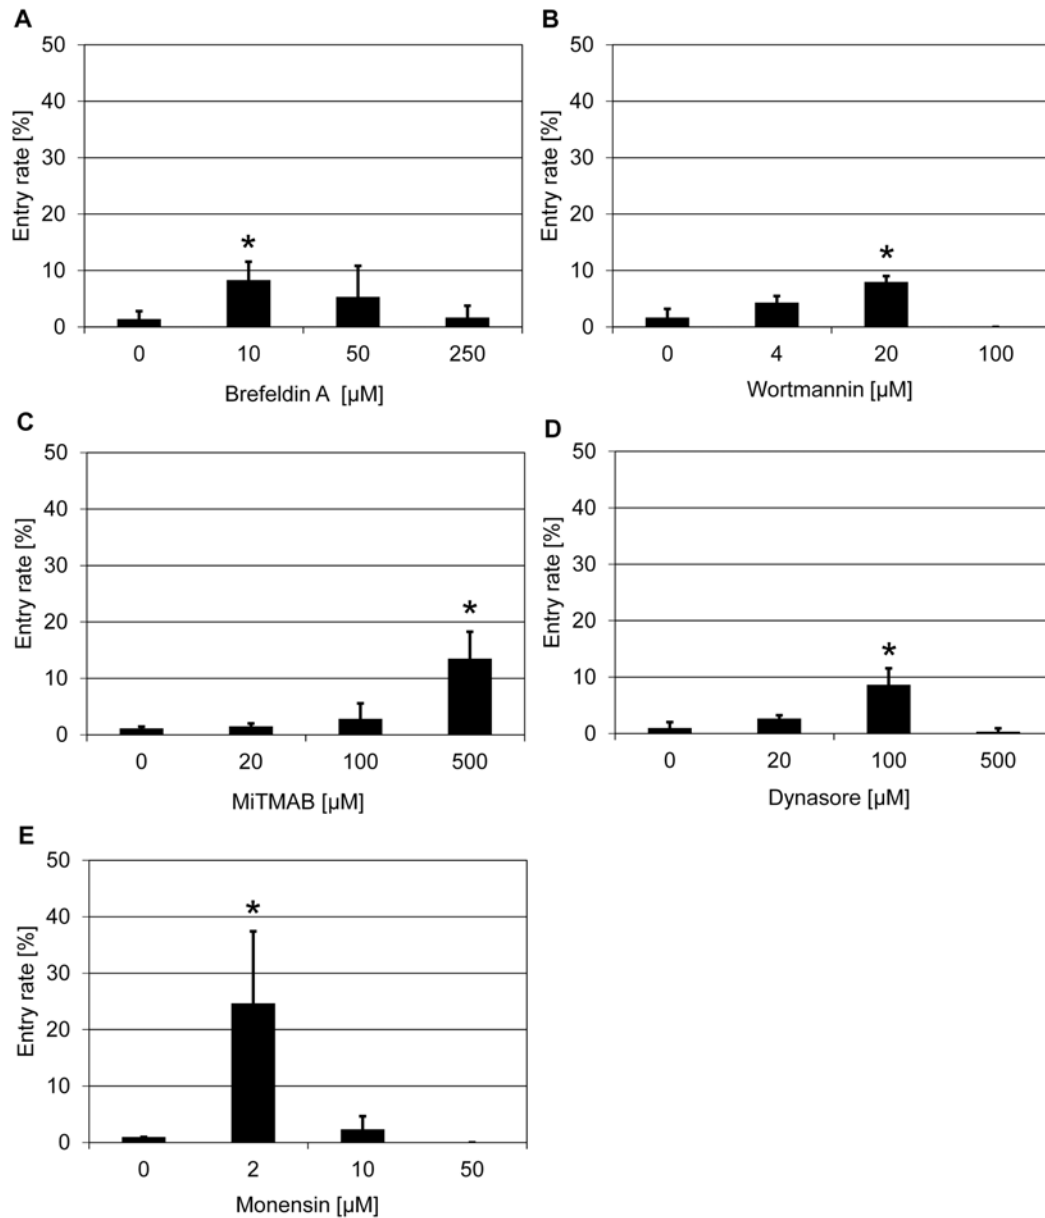 A
50
40
30
20
10
0
Entry rate [%]
*
0 10 50 250
Brefeldin A [µM]
B
50
40
30
20
10
0
Entry rate [%]
*
0 4 20 100
Wortmannin [µM]
C
50
40
30
20
10
0
Entry rate [%]
*
0 20 100 500
MiTMAB [µM]
D
50
40
30
20
10
0
Entry rate [%]
*
0 20 100 500
Dynasore [µM]
E
50
40
30
20
10
0
Entry rate [%]
*
0 2 10 50
Monensin [µM]